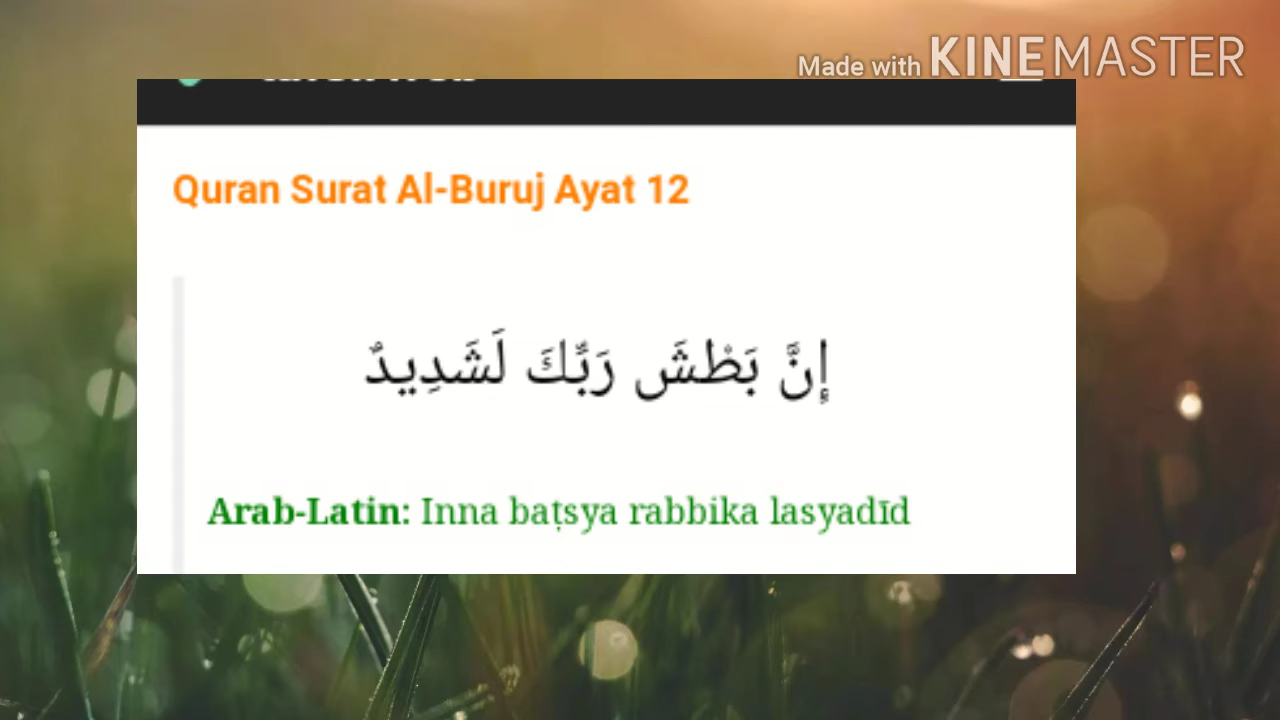 Made with KINEMASTER
Quran Surat Al-Buruj Ayat 12
إِنَّ بَطْشَ رَبِّكَ لَشَدِيدٌ
Arab-Latin: Inna baṭsya rabbika lasyadīd